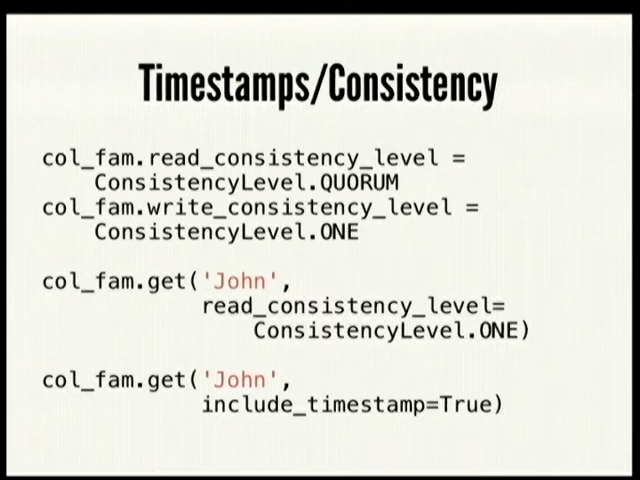 Timestamps/Consistency
col_fam.read_consistency_level =
ConsistencyLevel.QUORUM
col_fam.write_consistency_level =
ConsistencyLevel.ONE
col_fam.get('John',
read_consistency_level=
ConsistencyLevel.ONE)
col_fam.get('John',
include_timestamp=True)